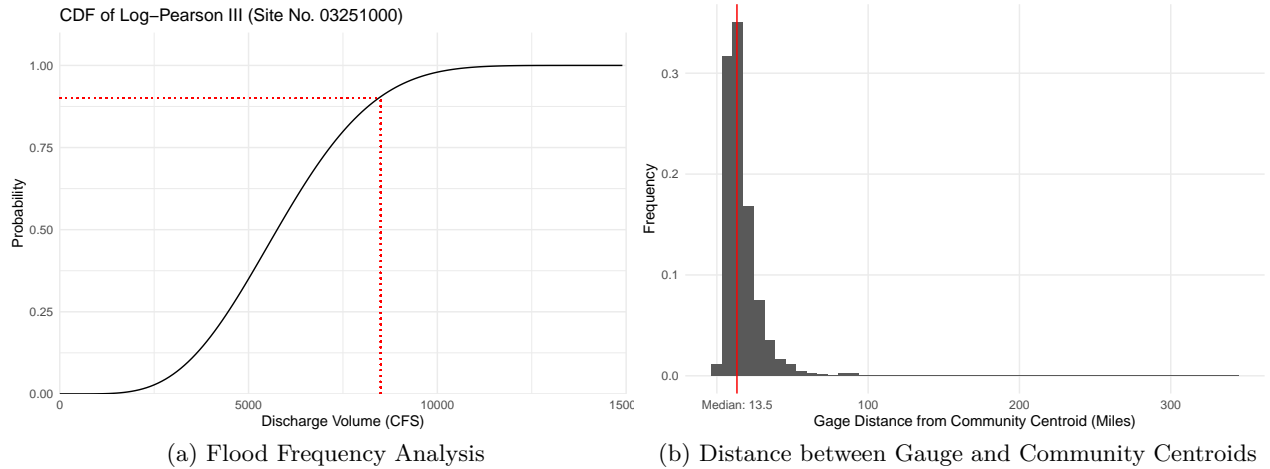 CDF of Log−Pearson III (Site No. 03251000)
1.00
0.75
0.50
0.25
0.00
Probability
0
5000
10000
1500
Discharge Volume (CFS)
(a) Flood Frequency Analysis
0.3
0.2
0.1
0.0
Frequency
Median: 13.5
100
200
300
Gage Distance from Community Centroid (Miles)
(b) Distance between Gauge and Community Centroids